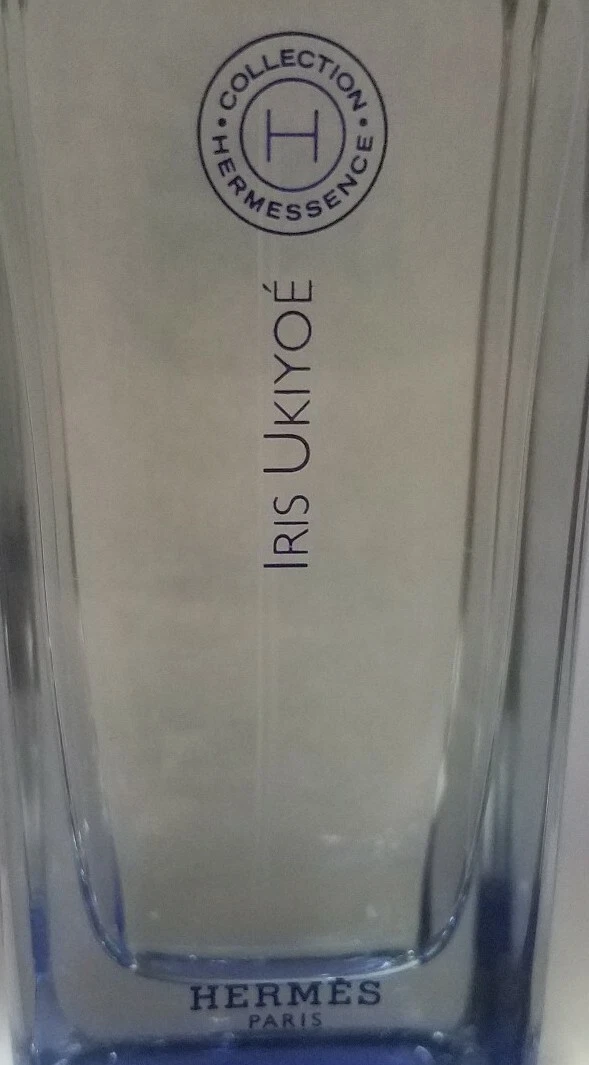 • COLLECTION •
HERMESSENCE
H
IRIS UKIYOÉ
HERMÈS
PARIS